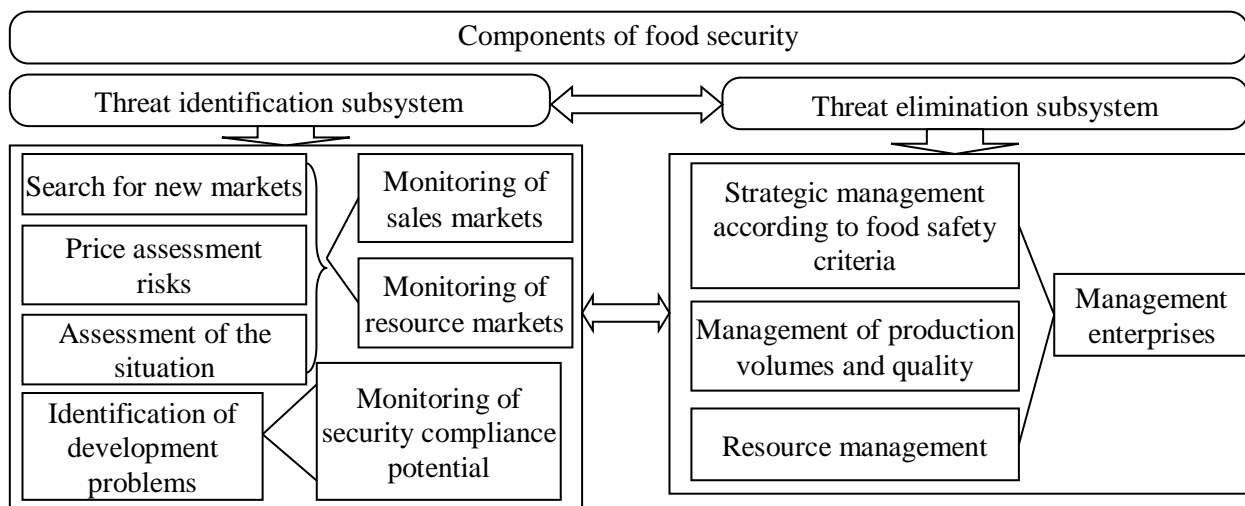 Components of food security
Threat identification subsystem
Threat elimination subsystem
Search for new markets
Price assessment
risks
Assessment of the
situation
Identification of
development
problems
Monitoring of
sales markets
Monitoring of
resource markets
Monitoring of
security compliance
potential
Strategic management
according to food safety
criteria
Management of production
volumes and quality
Resource management
Management
enterprises